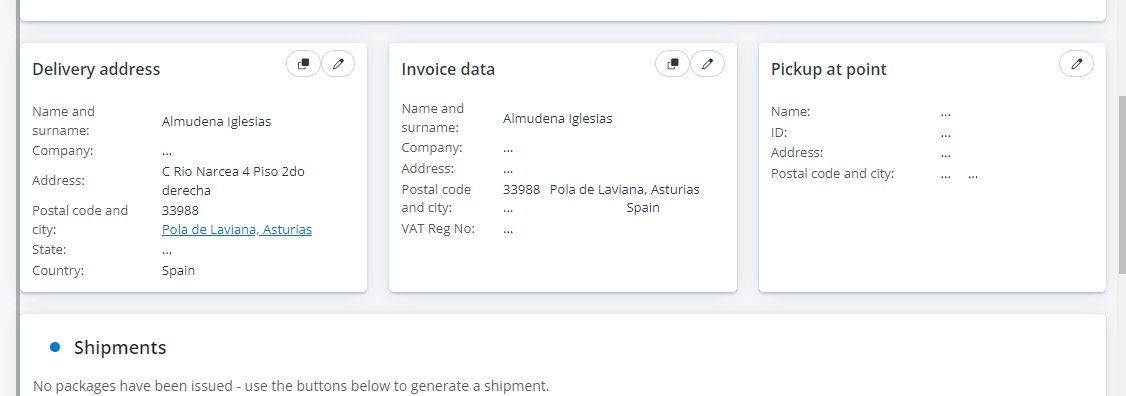 Delivery address
Name and
surname:
Almudena Iglesias
Company:
...
Address:
C Rio Narcea 4 Piso 2do
derecha
Postal code and
city:
33988
Pola de Laviana, Asturias
State:
...
Country:
Spain
Invoice data
Name and
surname:
Almudena Iglesias
Company:
...
Address:
...
Postal code
and city:
33988 Pola de Laviana, Asturias
... Spain
VAT Reg No:
...
Pickup at point
Name:
...
ID:
...
Address:
...
Postal code and city:
... ...
Shipments
No packages have been issued - use the buttons below to generate a shipment.